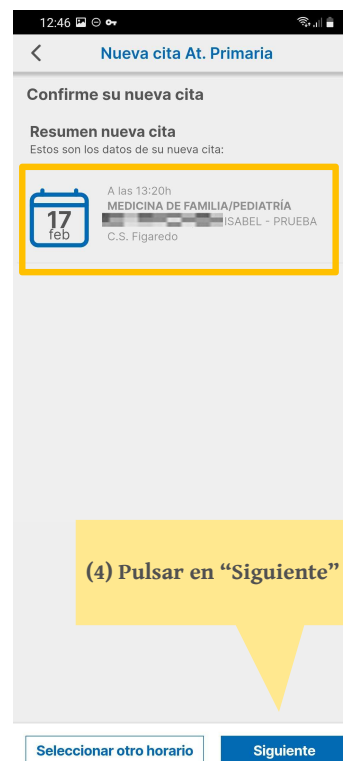 12:46
Nueva cita At. Primaria
Confirme su nueva cita
Resumen nueva cita
Estos son los datos de su nueva cita:
A las 13:20h
17
feb
MEDICINA DE FAMILIA/PEDIATRÍA
ISABEL - PRUEBA
C.S. Figaredo
(4) Pulsar en “Siguiente”
Seleccionar otro horario
Siguiente